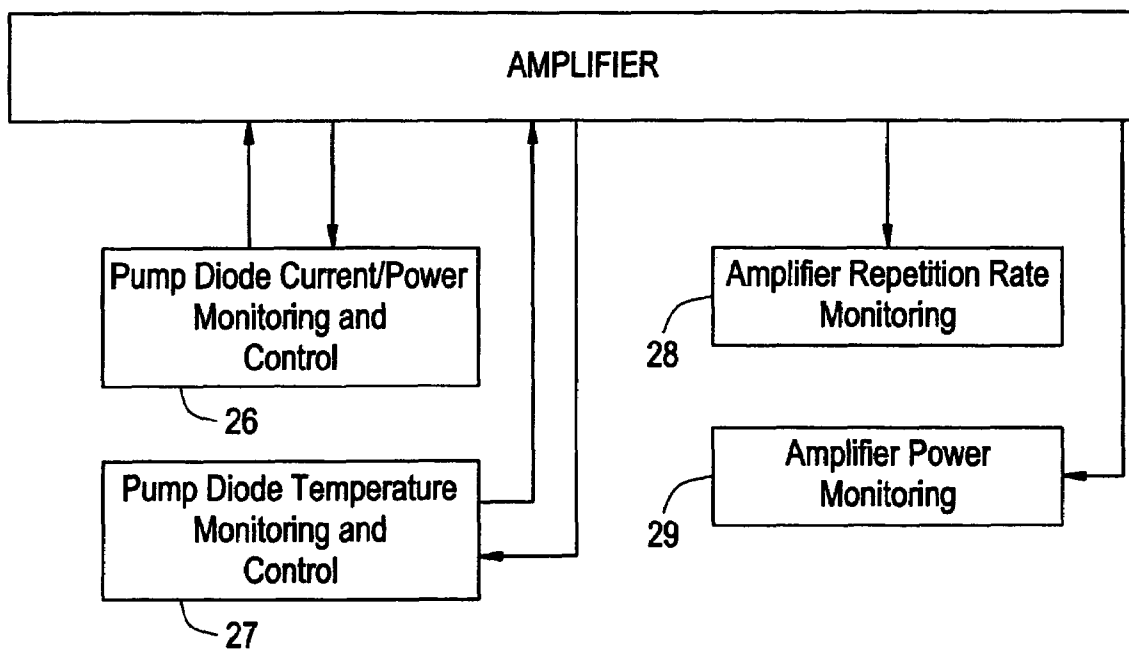 AMPLIFIER
Pump Diode Current/Power
Monitoring and
Control
26
Pump Diode Temperature
Monitoring and
Control
27
Amplifier Repetition Rate
Monitoring
28
Amplifier Power
Monitoring
29